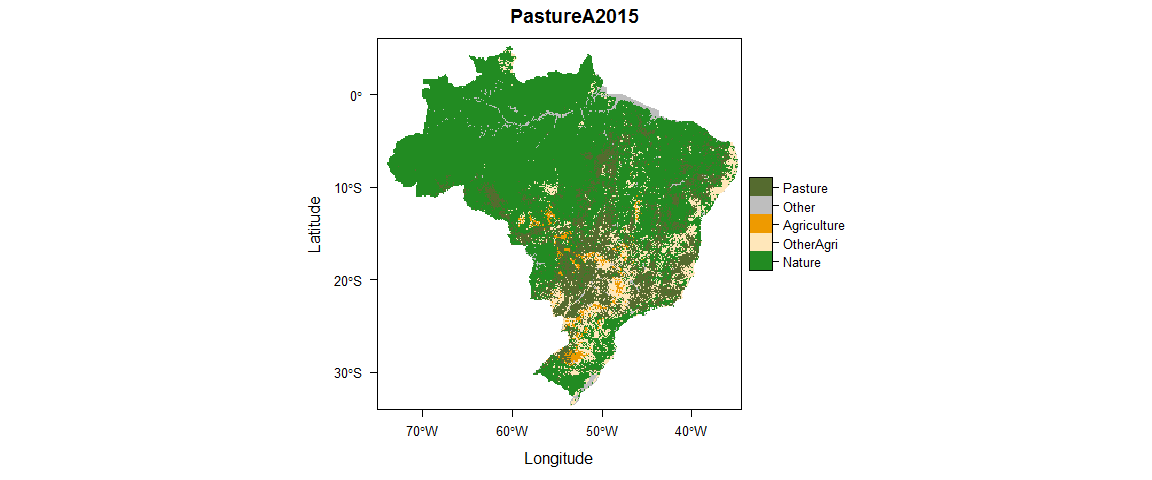 PastureA2015
Latitude
0°
10°S
20°S
30°S
70°W 60°W 50°W 40°W
Longitude
Pasture
Other
Agriculture
OtherAgri
Nature